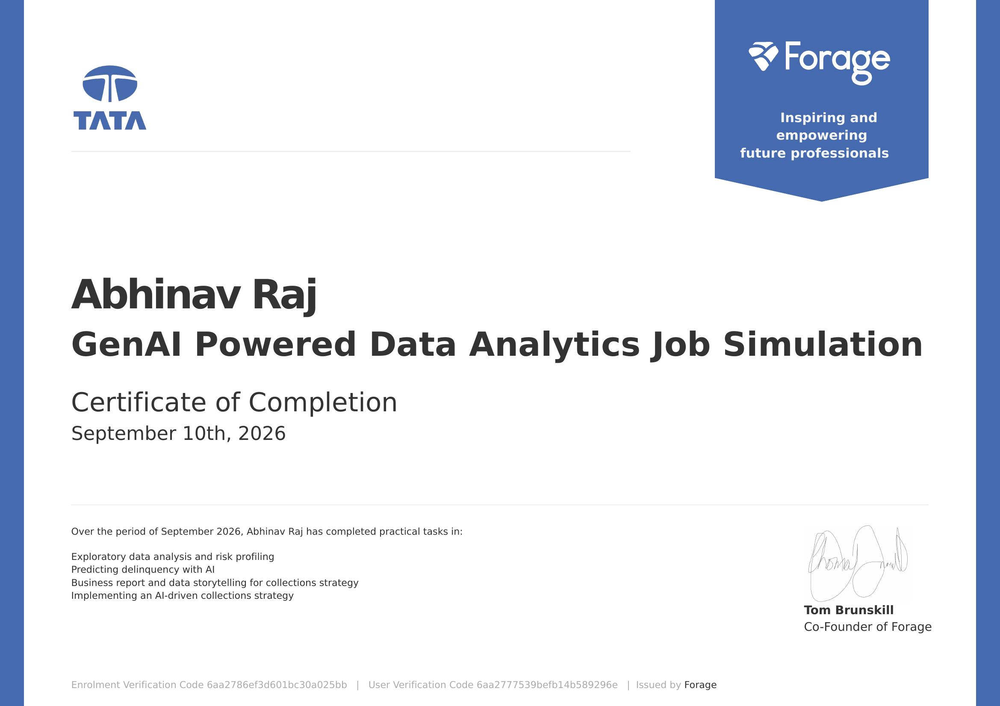 TATA
Forage
Inspiring and
empowering
future professionals
Abhinav Raj
GenAI Powered Data Analytics Job Simulation
Certificate of Completion
September 10th, 2026
Over the period of September 2026, Abhinav Raj has completed practical tasks in:
Exploratory data analysis and risk profiling
Predicting delinquency with AI
Business report and data storytelling for collections strategy
Implementing an AI-driven collections strategy
Tom Brunskill
Co-Founder of Forage
Enrolment Verification Code 6aa2786ef3d601bc30a025bb | User Verification Code 6aa2777539befb14b589296e | Issued by Forage